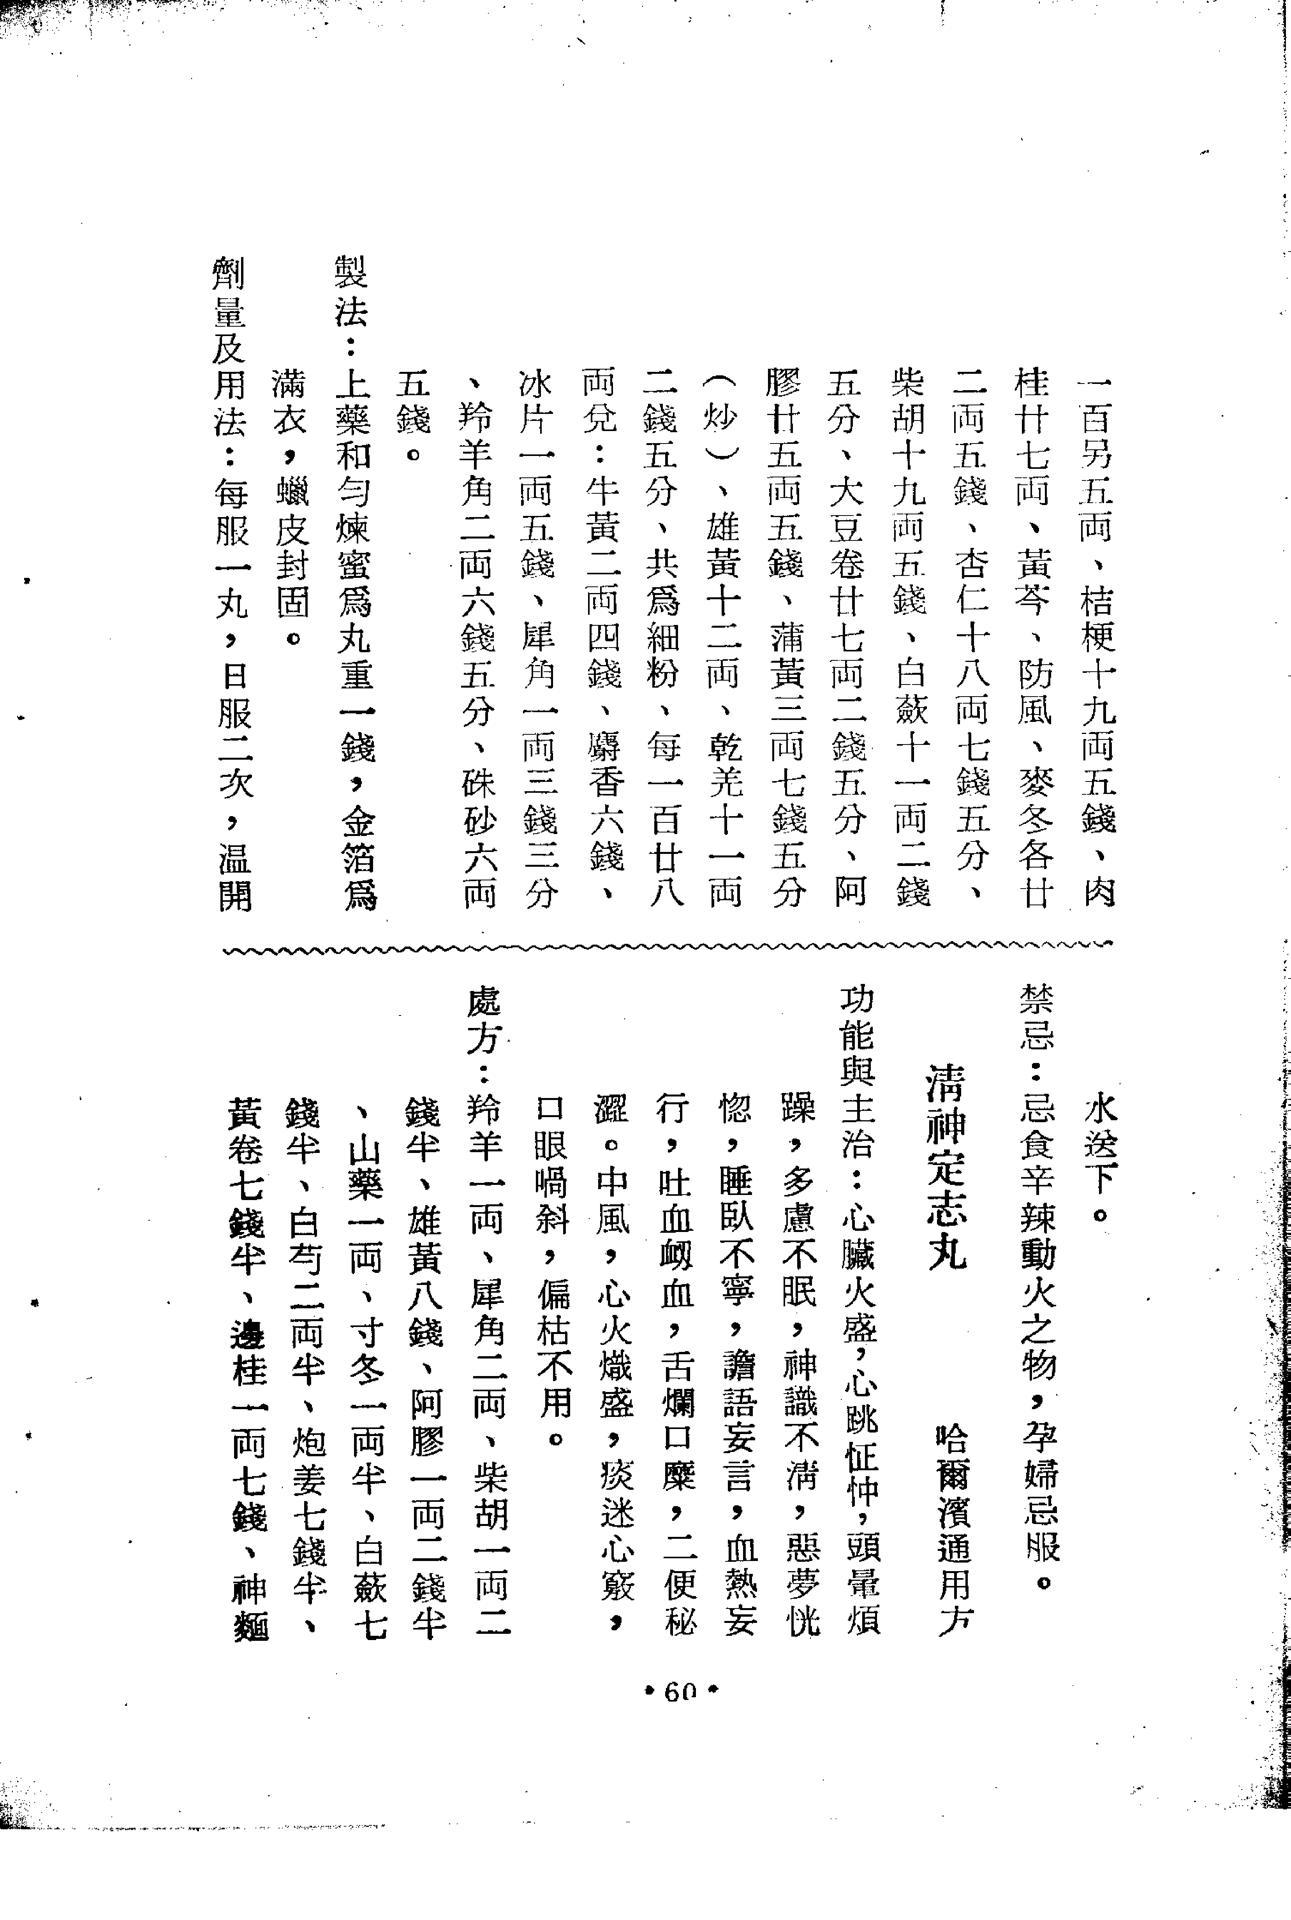 一百另五両、桔梗十九両五錢、肉
桂廿七両、黃芩、防風、麥冬各廿
二両五錢、杏仁十八両七錢五分、
柴胡十九両五錢、白蘞十一両二錢
五分、大豆卷廿七両二錢五分、阿
膠廿五両五錢、蒲黃三両七錢五分
（炒）、雄黃十二両、乾羌十一両
二錢五分、共爲細粉、每一百廿八
両兌：牛黃二両四錢、麝香六錢、
冰片一両五錢、犀角一両三錢三分
、羚羊角二両六錢五分、硃砂六両
五錢。
製法：上藥和匀煉蜜爲丸重一錢，金箔爲
滿衣，蠟皮封固。
劑量及用法：每服一丸，日服二次，温開
水送下。
禁忌：忌食辛辣動火之物，孕婦忌服。
淸神定志丸　哈爾濱通用方
功能與主治：心臟火盛，心跳怔忡，頭暈煩
躁，多慮不眠，神識不淸，惡夢恍
惚，睡臥不寧，譫語妄言，血熱妄
行，吐血衂血，舌爛口糜，二便秘
澀。中風，心火熾盛，痰迷心竅，
口眼喎斜，偏枯不用。
處方：羚羊一両、犀角二両、柴胡一両二
錢半、雄黃八錢、阿膠一両二錢半
、山藥一両、寸冬一両半、白蘞七
錢半、白芍二両半、炮姜七錢半、
黃卷七錢半、邊桂一両七錢、神麯
•60•